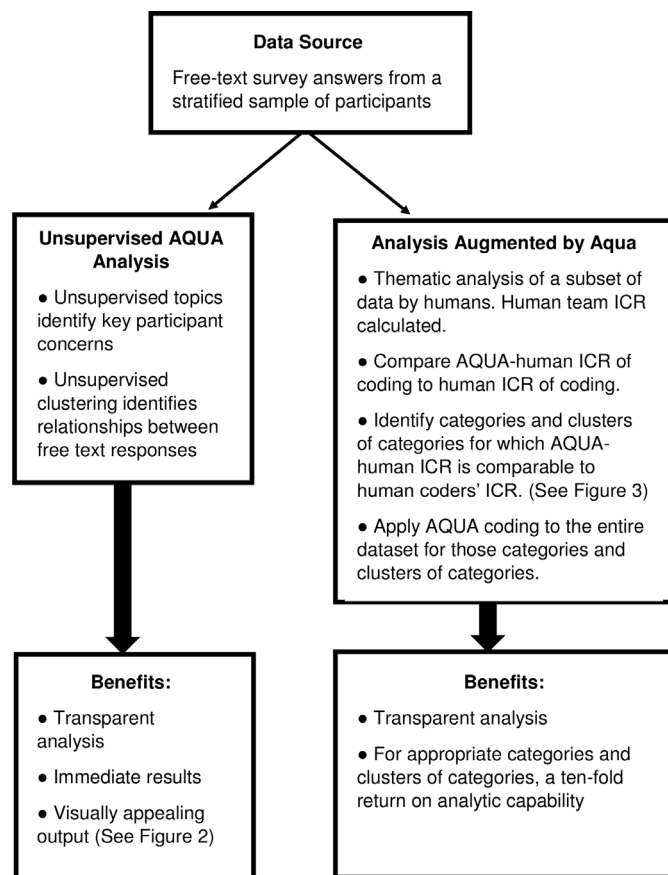 Data Source
Free-text survey answers from a
stratified sample of participants
Unsupervised AQUA
Analysis
● Unsupervised topics
identify key participant
concerns
● Unsupervised
clustering identifies
relationships between
free text responses
Analysis Augmented by Aqua
● Thematic analysis of a subset of
data by humans. Human team ICR
calculated.
● Compare AQUA-human ICR of
coding to human ICR of coding.
● Identify categories and clusters
of categories for which AQUA-
human ICR is comparable to
human coders’ ICR. (See Figure 3)
● Apply AQUA coding to the entire
dataset for those categories and
clusters of categories.
Benefits:
● Transparent
analysis
● Immediate results
● Visually appealing
output (See Figure 2)
Benefits:
● Transparent analysis
● For appropriate categories and
clusters of categories, a ten-fold
return on analytic capability